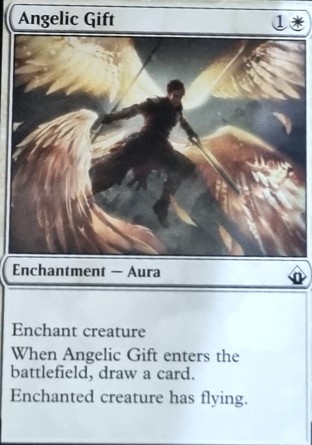 Angelic Gift 1
Enchantment — Aura
Enchant creature
When Angelic Gift enters the
battlefield, draw a card.
Enchanted creature has flying.